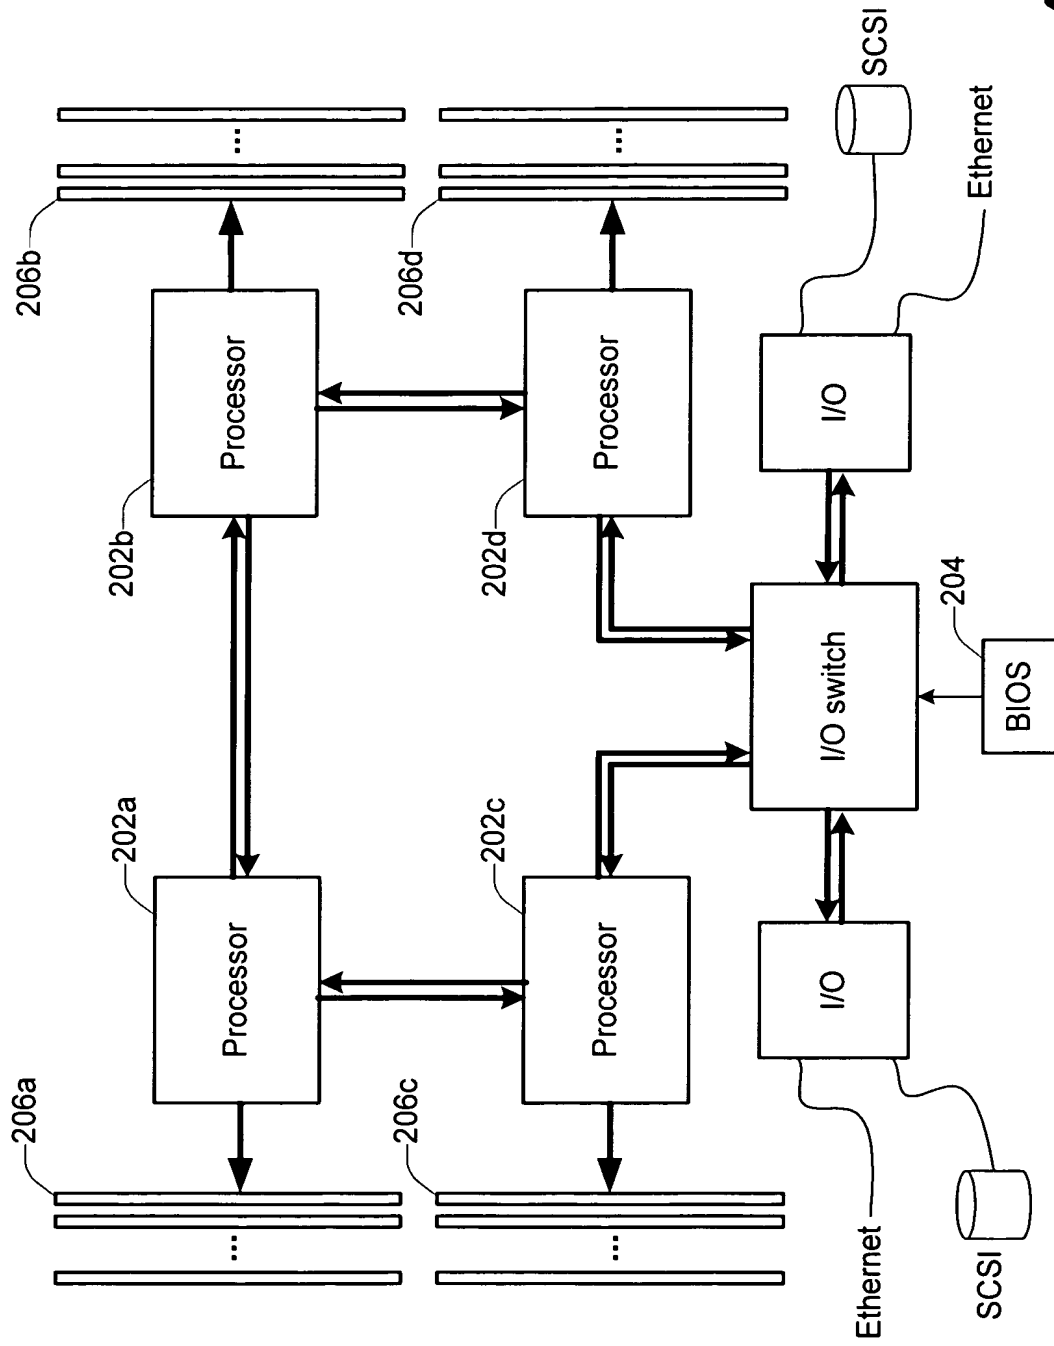 206a
206b
202a
202b
Processor
Processor
206c
206d
202c
202d
Processor
Processor
I/O
I/O switch
I/O
Ethernet
SCSI
204
Ethernet
SCSI
BIOS